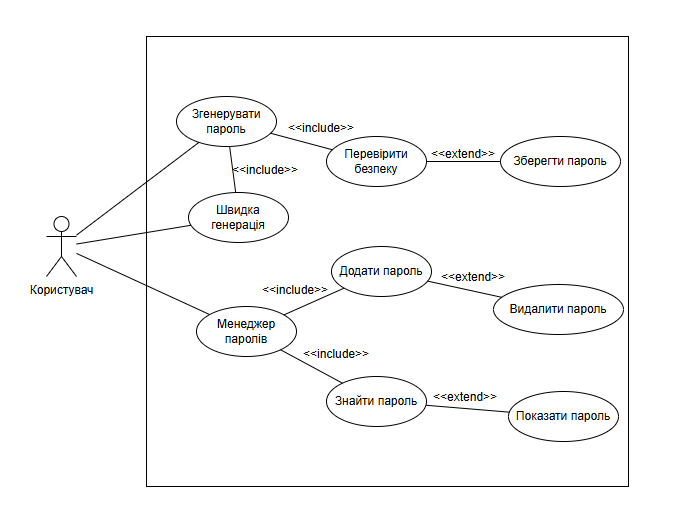 Згенерувати
пароль
<<include>>
Перевірити
безпеку
<<extend>>
Зберегти пароль
<<include>>
Швидка
генерація
Користувач
Додати пароль
<<extend>>
<<include>>
Видалити пароль
Менеджер
паролів
<<include>>
Знайти пароль
<<extend>>
Показати пароль